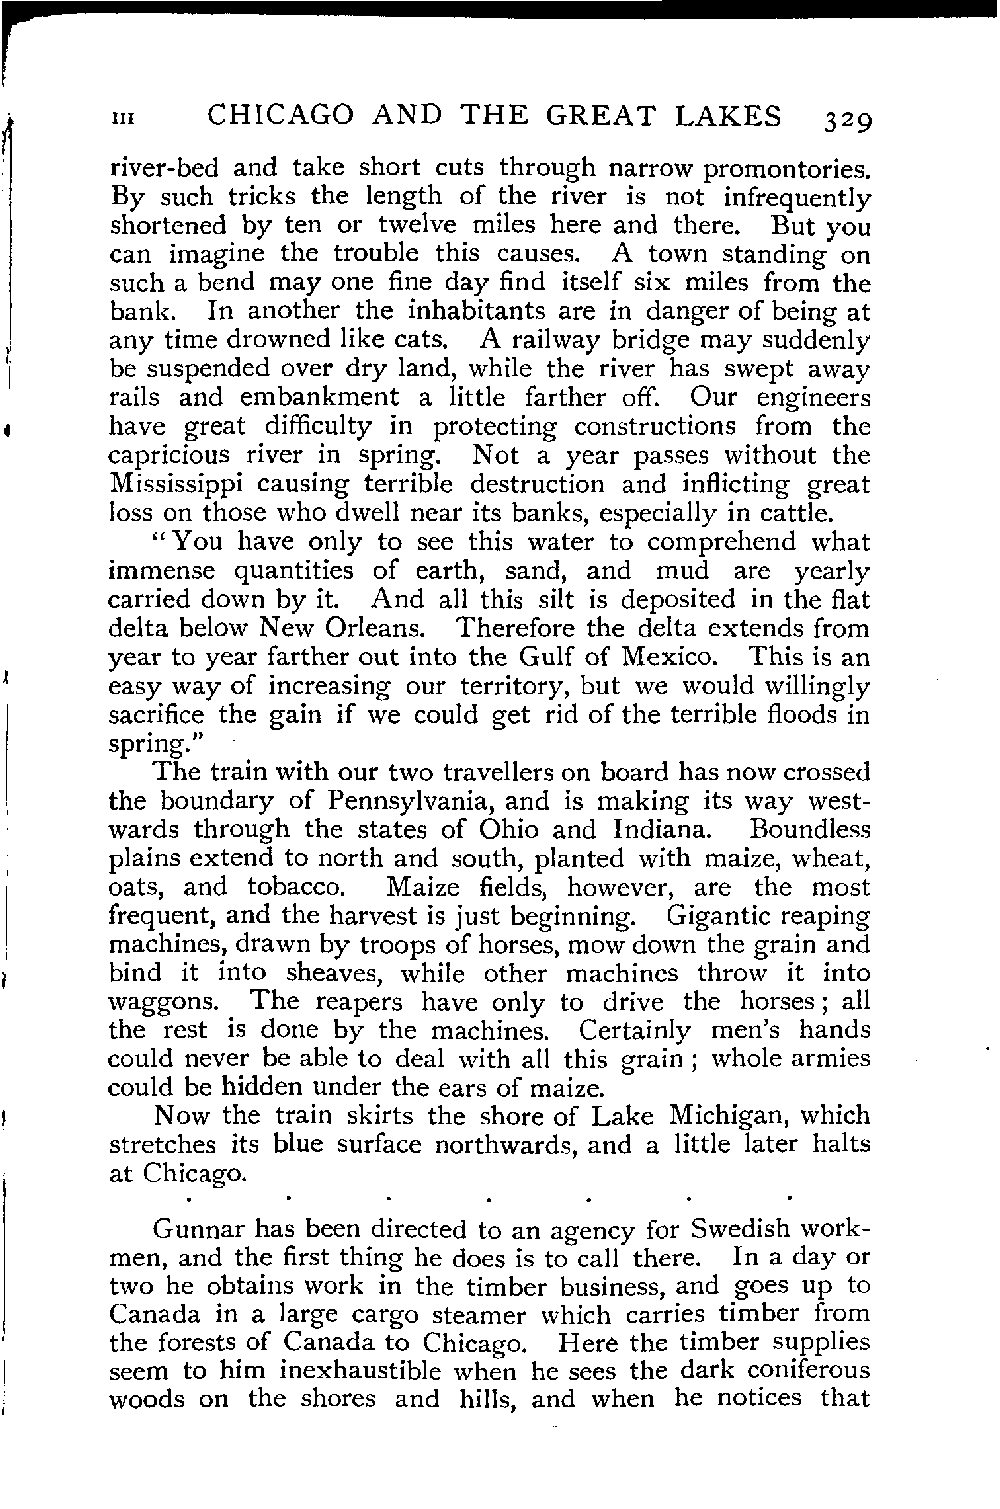 III CHICAGO AND THE GREAT LAKES 329
river-bed and take short cuts through narrow promontories.
By such tricks the length of the river is not infrequently
shortened by ten or twelve miles here and there. But you
can imagine the trouble this causes. A town standing on
such a bend may one fine day find itself six miles from the
bank. In another the inhabitants are in danger of being at
any time drowned like cats. A railway bridge may suddenly
be suspended over dry land, while the river has swept away
rails and embankment a little farther off. Our engineers
have great difficulty in protecting constructions from the
capricious river in spring. Not a year passes without the
Mississippi causing terrible destruction and inflicting great
loss on those who dwell near its banks, especially in cattle.
"You have only to see this water to comprehend what
immense quantities of earth, sand, and mud are yearly
carried down by it. And all this silt is deposited in the flat
delta below New Orleans. Therefore the delta extends from
year to year farther out into the Gulf of Mexico. This is an
easy way of increasing our territory, but we would willingly
sacrifice the gain if we could get rid of the terrible floods in
spring."
The train with our two travellers on board has now crossed
the boundary of Pennsylvania, and is making its way west-
wards through the states of Ohio and Indiana. Boundless
plains extend to north and south, planted with maize, wheat,
oats, and tobacco. Maize fields, however, are the most
frequent, and the harvest is just beginning. Gigantic reaping
machines, drawn by troops of horses, mow down the grain and
bind it into sheaves, while other machines throw it into
waggons. The reapers have only to drive the horses; all
the rest is done by the machines. Certainly men's hands
could never be able to deal with all this grain; whole armies
could be hidden under the ears of maize.
Now the train skirts the shore of Lake Michigan, which
stretches its blue surface northwards, and a little later halts
at Chicago.
. . . . . . .
Gunnar has been directed to an agency for Swedish work-
men, and the first thing he does is to call there. In a day or
two he obtains work in the timber business, and goes up to
Canada in a large cargo steamer which carries timber from
the forests of Canada to Chicago. Here the timber supplies
seem to him inexhaustible when he sees the dark coniferous
woods on the shores and hills, and when he notices that